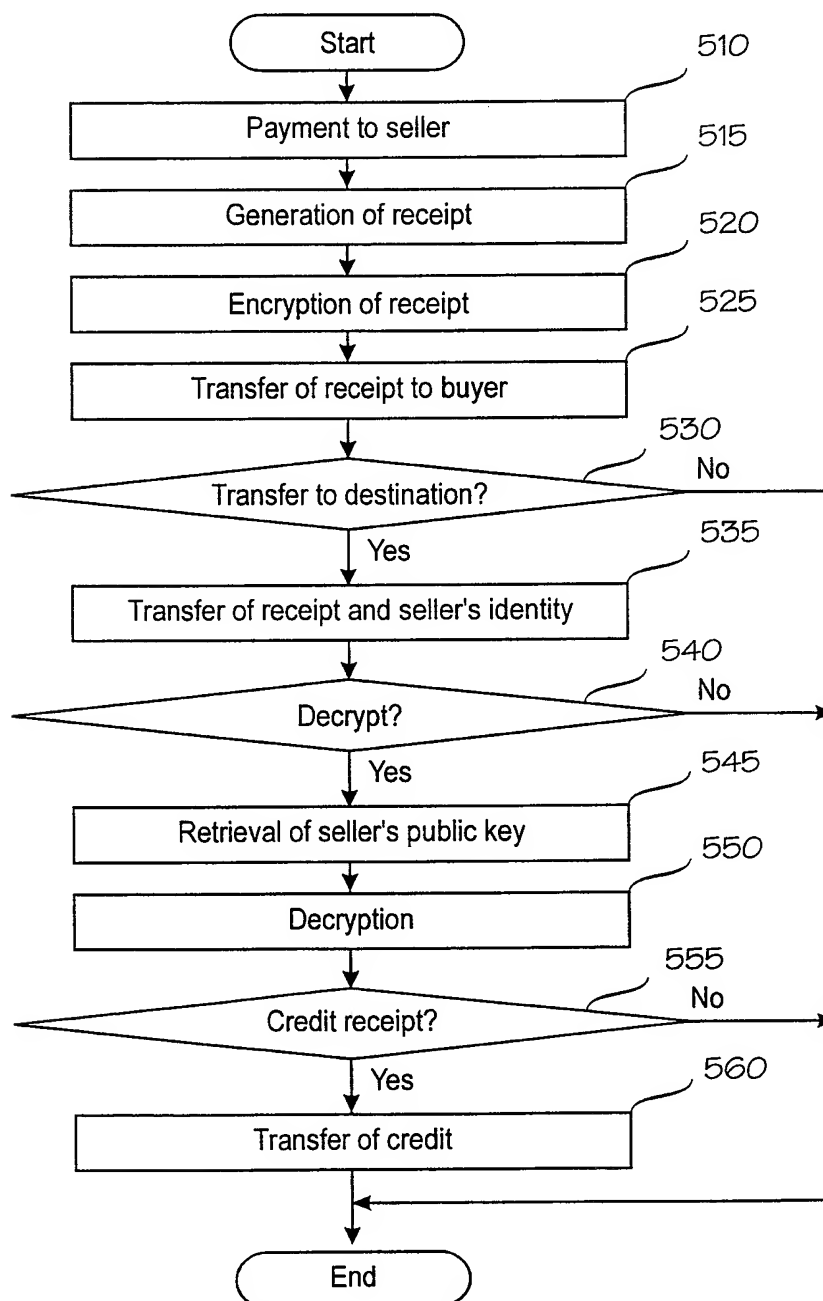 Start
510
Payment to seller
515
Generation of receipt
520
Encryption of receipt
525
Transfer of receipt to buyer
530
Transfer to destination?
No
Yes
535
Transfer of receipt and seller's identity
540
Decrypt?
No
Yes
545
Retrieval of seller's public key
550
Decryption
555
Credit receipt?
No
Yes
560
Transfer of credit
End